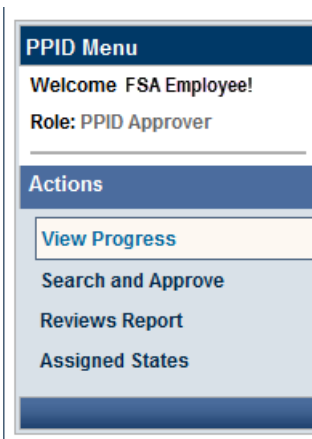 PPID Menu
Welcome FSA Employee!
Role: PPID Approver
Actions
View Progress
Search and Approve
Reviews Report
Assigned States